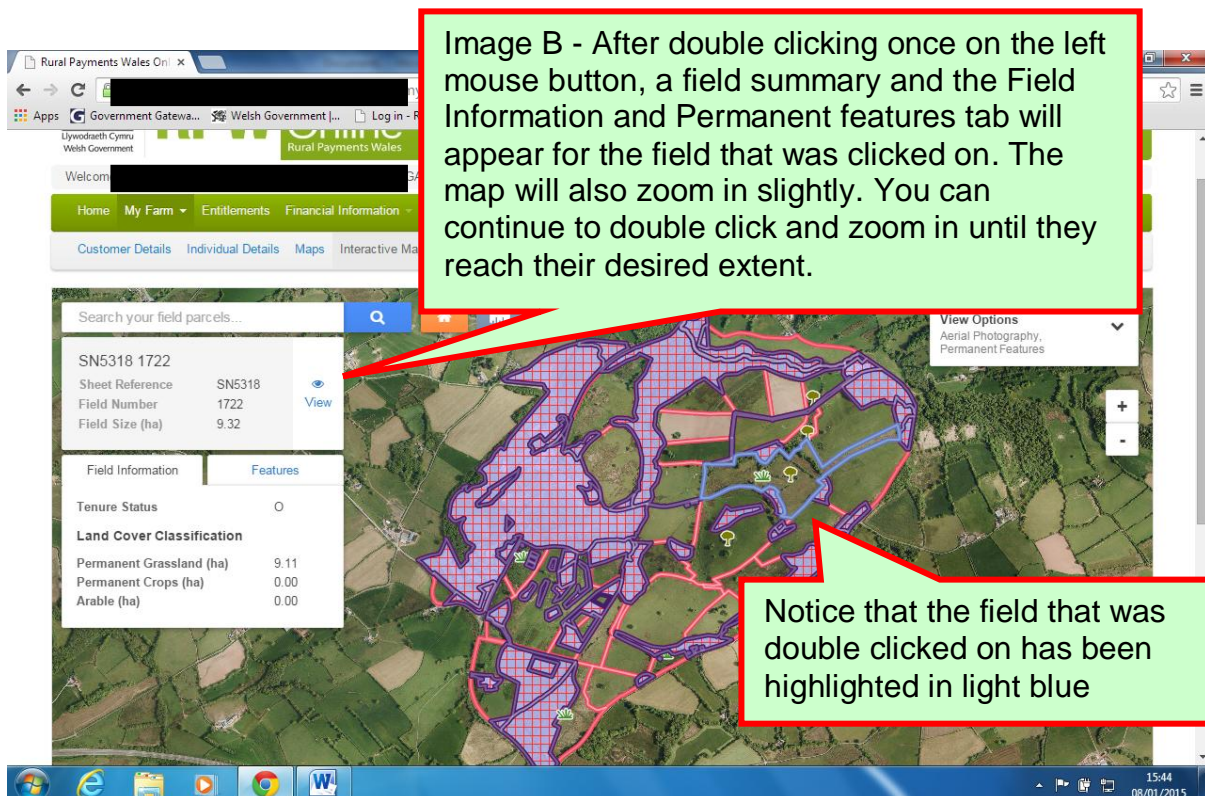 Image B - After double clicking once on the left
mouse button, a field summary and the Field
Information and Permanent features tab will
appear for the field that was clicked on. The
map will also zoom in slightly. You can
continue to double click and zoom in until they
reach their desired extent.
Rural Payments Wales Onl
Apps Government Gatewa... Welsh Government |... Log in - R
Llywodraeth Cymru
Welsh Government
RPW Online
Rural Payments Wales
Welcom
Home My Farm Entitlements Financial Information
Customer Details Individual Details Maps Interactive Ma
Search your field parcels...
View Options
Aerial Photography,
Permanent Features
SN5318 1722
Sheet Reference SN5318
Field Number 1722
Field Size (ha) 9.32
View
+
-
Field Information Features
Tenure Status O
Land Cover Classification
Permanent Grassland (ha) 9.11
Permanent Crops (ha) 0.00
Arable (ha) 0.00
Notice that the field that was
double clicked on has been
highlighted in light blue
15:44
08/01/2015